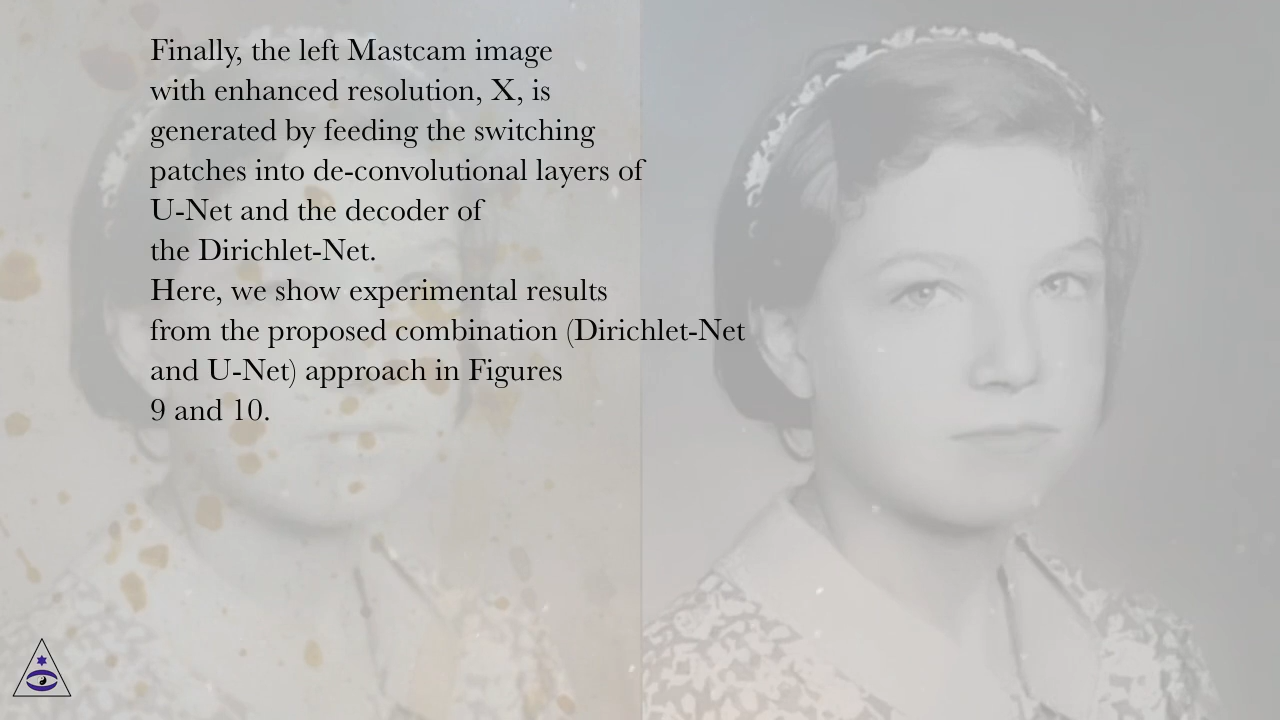 Finally, the left Mastcam image
with enhanced resolution, X, is
generated by feeding the switching
patches into de-convolutional layers of
U-Net and the decoder of
the Dirichlet-Net.
Here, we show experimental results
from the proposed combination (Dirichlet-Net
and U-Net) approach in Figures
9 and 10.